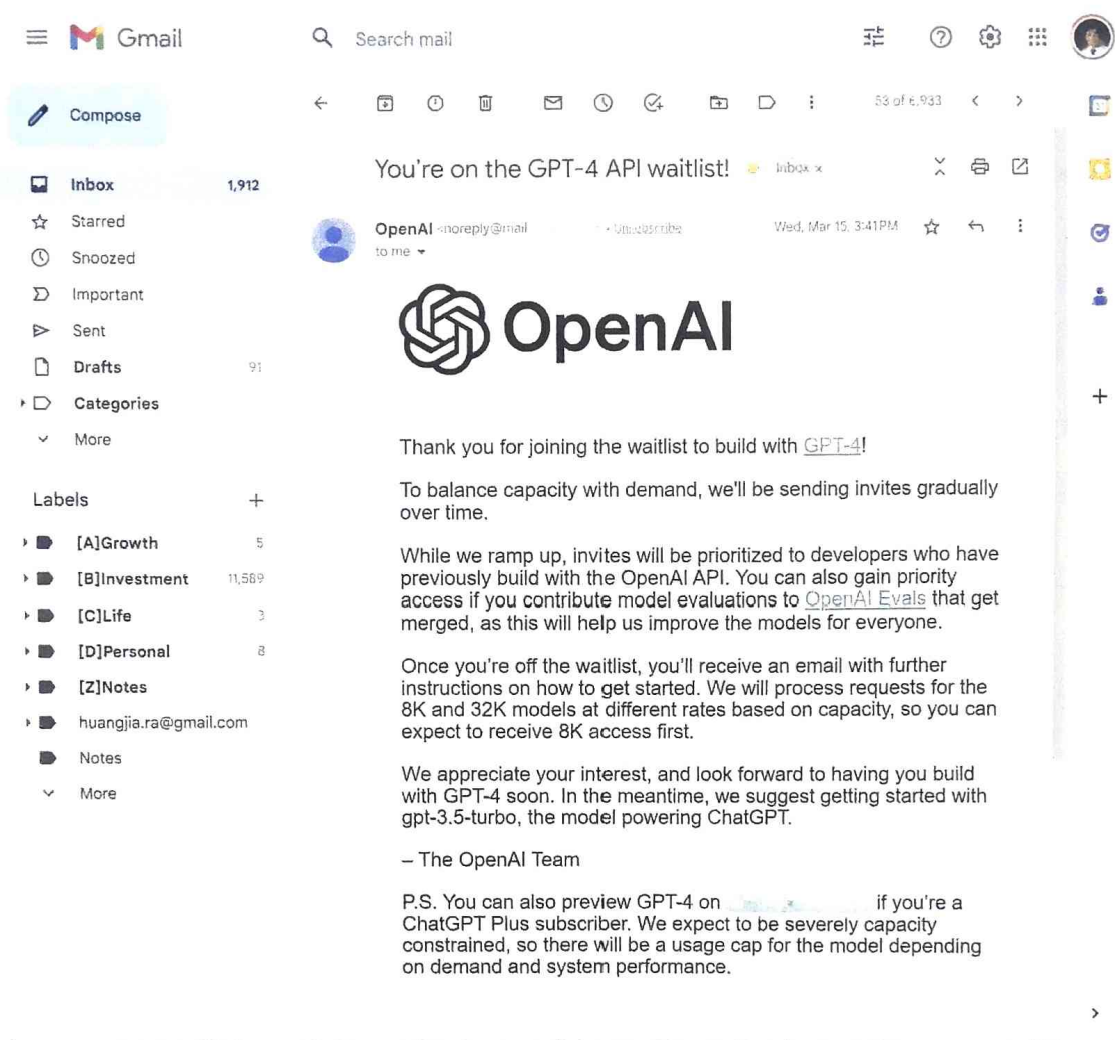 Gmail
Search mail
Compose
53 of 6,933
Inbox 1,912
Starred
Snoozed
Important
Sent
Drafts 91
Categories
More
Labels
[A]Growth 5
[B]Investment 11,589
[C]Life 3
[D]Personal 8
[Z]Notes
huangjia.ra@gmail.com
Notes
More
You're on the GPT-4 API waitlist! Inbox x
OpenAI <noreply@mail Unsubscribe Wed, Mar 15, 3:41PM
to me
OpenAI
Thank you for joining the waitlist to build with GPT-4!
To balance capacity with demand, we'll be sending invites gradually
over time.
While we ramp up, invites will be prioritized to developers who have
previously build with the OpenAI API. You can also gain priority
access if you contribute model evaluations to OpenAI Evals that get
merged, as this will help us improve the models for everyone.
Once you're off the waitlist, you'll receive an email with further
instructions on how to get started. We will process requests for the
8K and 32K models at different rates based on capacity, so you can
expect to receive 8K access first.
We appreciate your interest, and look forward to having you build
with GPT-4 soon. In the meantime, we suggest getting started with
gpt-3.5-turbo, the model powering ChatGPT.
– The OpenAI Team
P.S. You can also preview GPT-4 on if you're a
ChatGPT Plus subscriber. We expect to be severely capacity
constrained, so there will be a usage cap for the model depending
on demand and system performance.